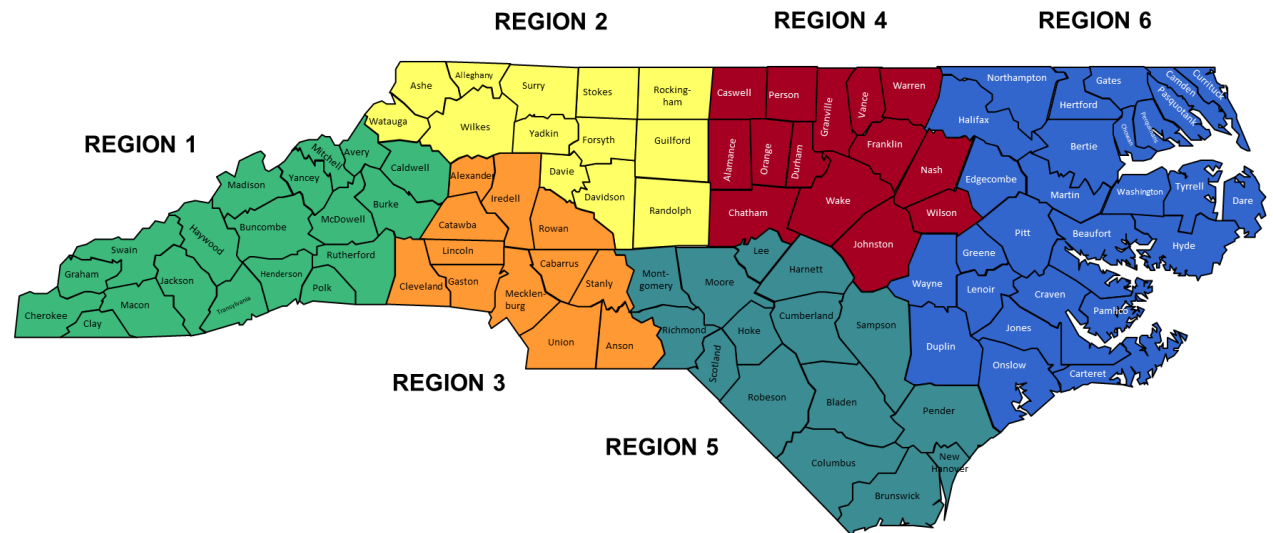 REGION 2
REGION 4
REGION 6
REGION 1
REGION 3
REGION 5
Cherokee
Graham
Clay
Swain
Macon
Jackson
Haywood
Madison
Buncombe
Transylvania
Henderson
Yancey
Mitchell
Avery
McDowell
Rutherford
Polk
Burke
Caldwell
Watauga
Ashe
Alleghany
Wilkes
Surry
Yadkin
Stokes
Forsyth
Davie
Davidson
Rocking-
ham
Guilford
Randolph
Alexander
Iredell
Catawba
Lincoln
Cleveland
Gaston
Rowan
Cabarrus
Mecklen-
burg
Stanly
Union
Anson
Caswell
Person
Granville
Vance
Warren
Alamance
Orange
Durham
Franklin
Nash
Wake
Chatham
Wilson
Johnston
Mont-
gomery
Moore
Lee
Harnett
Richmond
Scotland
Hoke
Cumberland
Sampson
Robeson
Bladen
Pender
Columbus
New
Hanover
Brunswick
Northampton
Halifax
Hertford
Gates
Camden
Currituck
Pasquotank
Perquimans
Chowan
Bertie
Edgecombe
Martin
Washington
Tyrrell
Dare
Pitt
Beaufort
Hyde
Greene
Wayne
Lenoir
Craven
Pamlico
Jones
Duplin
Onslow
Carteret